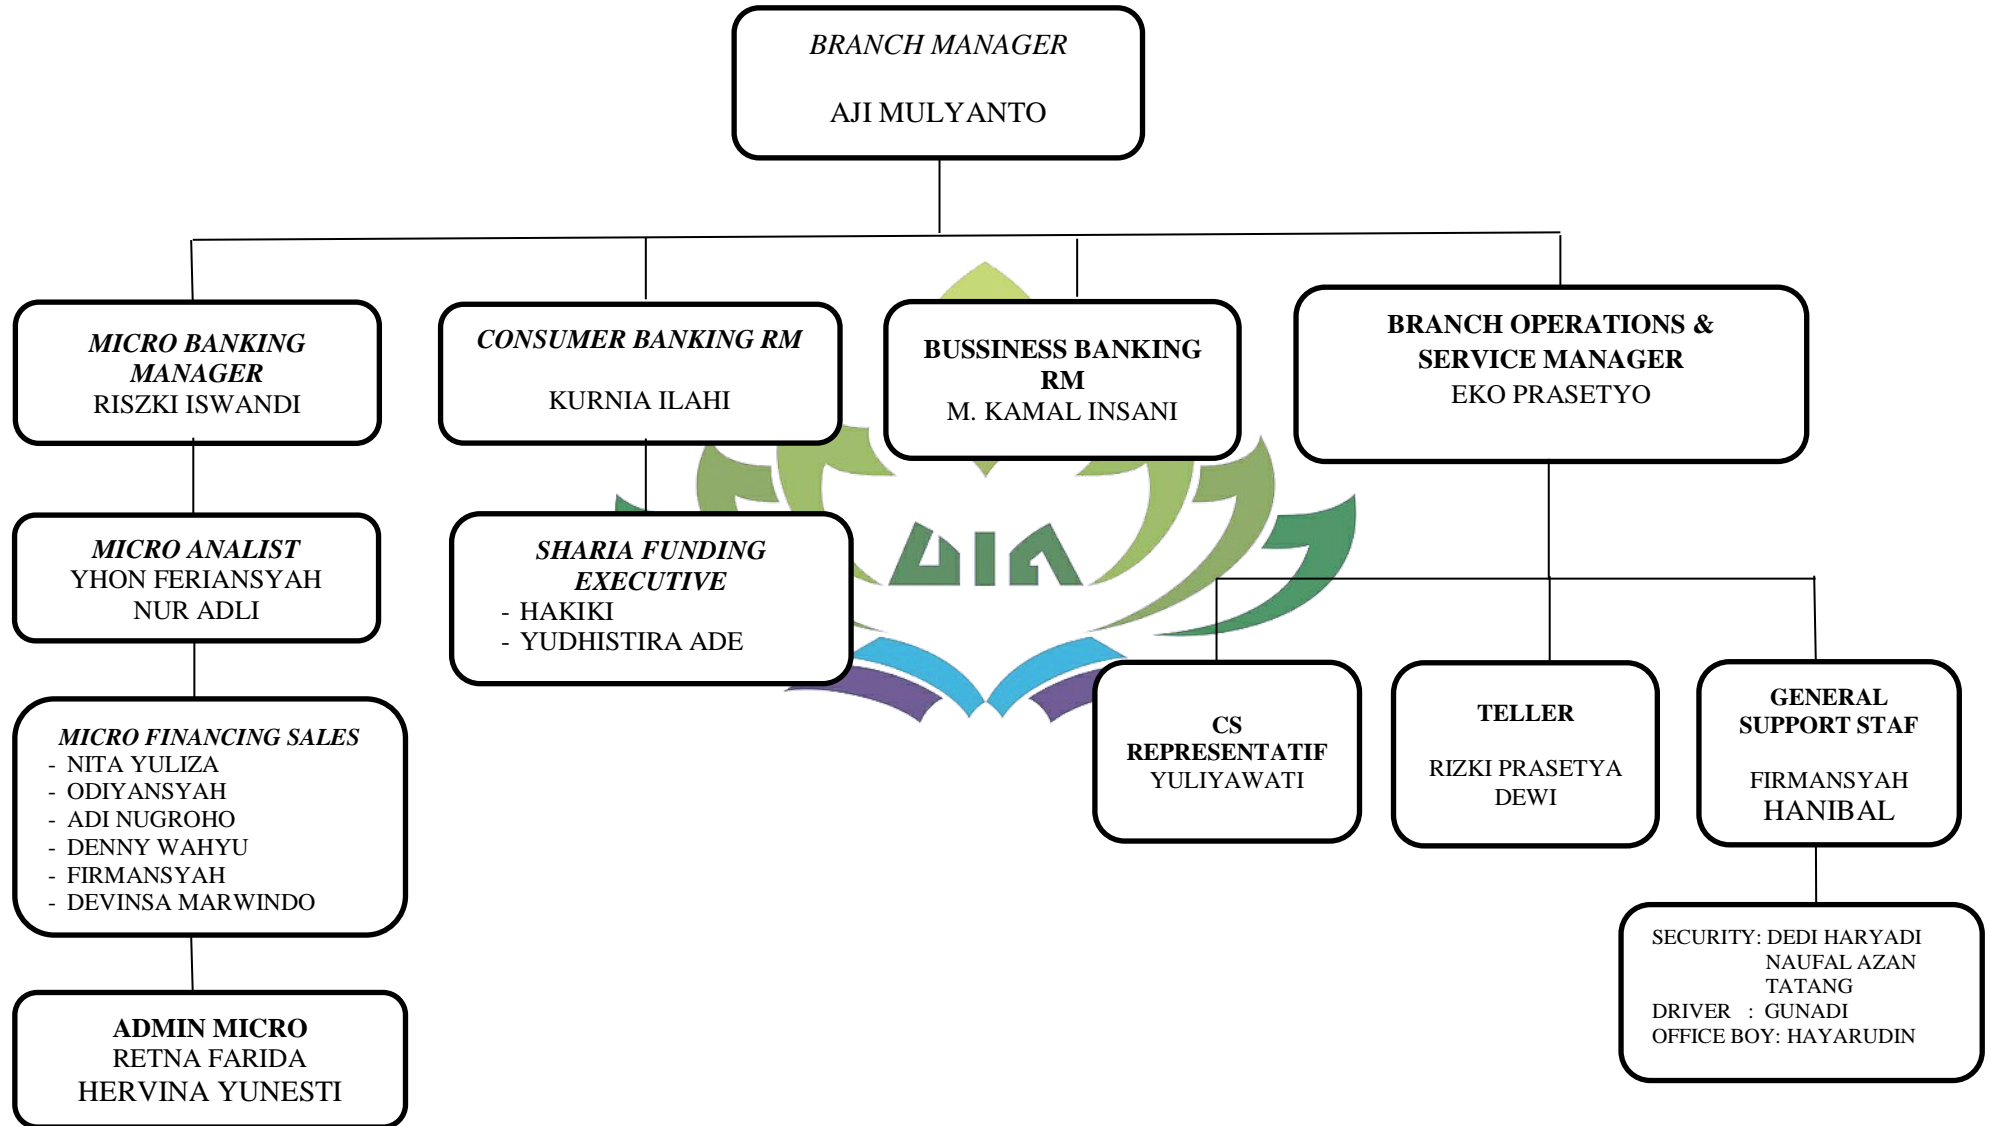 BRANCH MANAGER
AJI MULYANTO
MICRO BANKING
MANAGER
RISZKI ISWANDI
CONSUMER BANKING RM
KURNIA ILAHI
BUSSINESS BANKING
RM
M. KAMAL INSANI
BRANCH OPERATIONS &
SERVICE MANAGER
EKO PRASETYO
MICRO ANALIST
YHON FERIANSYAH
NUR ADLI
SHARIA FUNDING
EXECUTIVE
- HAKIKI
- YUDHISTIRA ADE
UIN
MICRO FINANCING SALES
- NITA YULIZA
- ODIYANSYAH
- ADI NUGROHO
- DENNY WAHYU
- FIRMANSYAH
- DEVINSA MARWINDO
CS
REPRESENTATIF
YULIYAWATI
TELLER
RIZKI PRASETYA
DEWI
GENERAL
SUPPORT STAF
FIRMANSYAH
HANIBAL
ADMIN MICRO
RETNA FARIDA
HERVINA YUNESTI
SECURITY: DEDI HARYADI
NAUFAL AZAN
TATANG
DRIVER : GUNADI
OFFICE BOY: HAYARUDIN